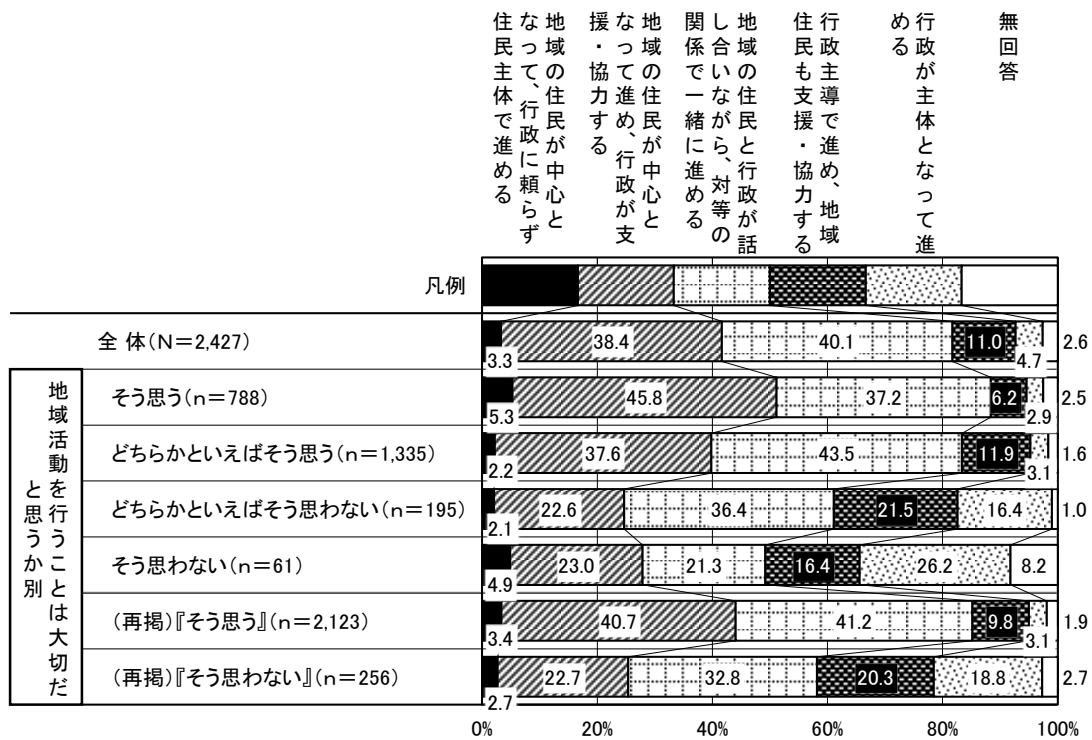 地域の住民が中心と
なって、行政に頼らず
住民主体で進める
地域の住民が中心と
なって進め、行政が支
援・協力する
地域の住民と行政が話
し合いながら、対等の
関係で一緒に進める
行政主導で進め、地域
住民も支援・協力する
行政が主体となって進
める
無回答
凡例
全 体(N=2,427)
3.3
38.4
40.1
11.0
4.7
2.6
地域活動を行うことは大切だ
と思うか別
そう思う(n=788)
5.3
45.8
37.2
6.2
2.9
2.5
どちらかといえばそう思う(n=1,335)
2.2
37.6
43.5
11.9
3.1
1.6
どちらかといえばそう思わない(n=195)
2.1
22.6
36.4
21.5
16.4
1.0
そう思わない(n=61)
4.9
23.0
21.3
16.4
26.2
8.2
(再掲)『そう思う』(n=2,123)
3.4
40.7
41.2
9.8
3.1
1.9
(再掲)『そう思わない』(n=256)
2.7
22.7
32.8
20.3
18.8
2.7
0%
20%
40%
60%
80%
100%